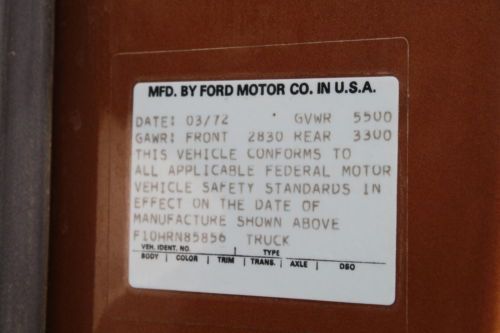 MFD. BY FORD MOTOR CO. IN U.S.A.
DATE: 03/72 GVWR 5500
GAWR: FRONT 2830 REAR 3300
THIS VEHICLE CONFORMS TO
ALL APPLICABLE FEDERAL MOTOR
VEHICLE SAFETY STANDARDS IN
EFFECT ON THE DATE OF
MANUFACTURE SHOWN ABOVE
F10HRN85856 TRUCK
VEH. IDENT. NO. TYPE
BODY | COLOR | TRIM | TRANS. | AXLE | DSO